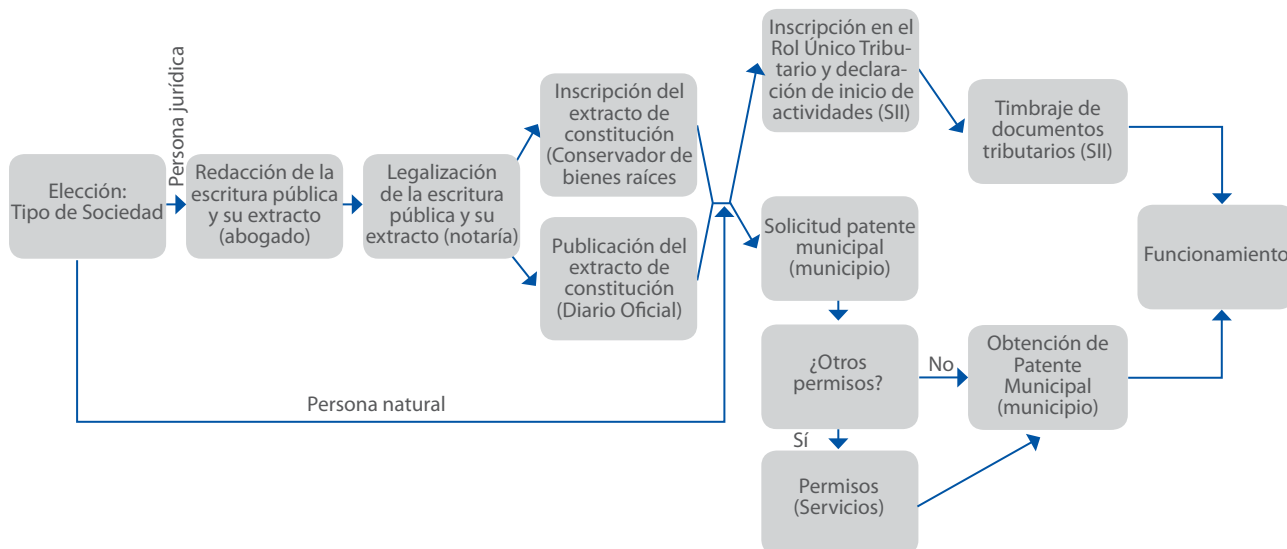 Elección:
Tipo de Sociedad
Persona jurídica
Redacción de la
escritura pública
y su extracto
(abogado)
Legalización
de la escritura
pública y su
extracto (notaría)
Inscripción del
extracto de
constitución
(Conservador de
bienes raíces
Publicación del
extracto de
constitución
(Diario Oficial)
Persona natural
Inscripción en el
Rol Único Tribu-
tario y declara-
ción de inicio de
actividades (SII)
Timbraje de
documentos
tributarios (SII)
Solicitud patente
municipal
(municipio)
¿Otros
permisos?
No
Sí
Permisos
(Servicios)
Obtención de
Patente
Municipal
(municipio)
Funcionamiento